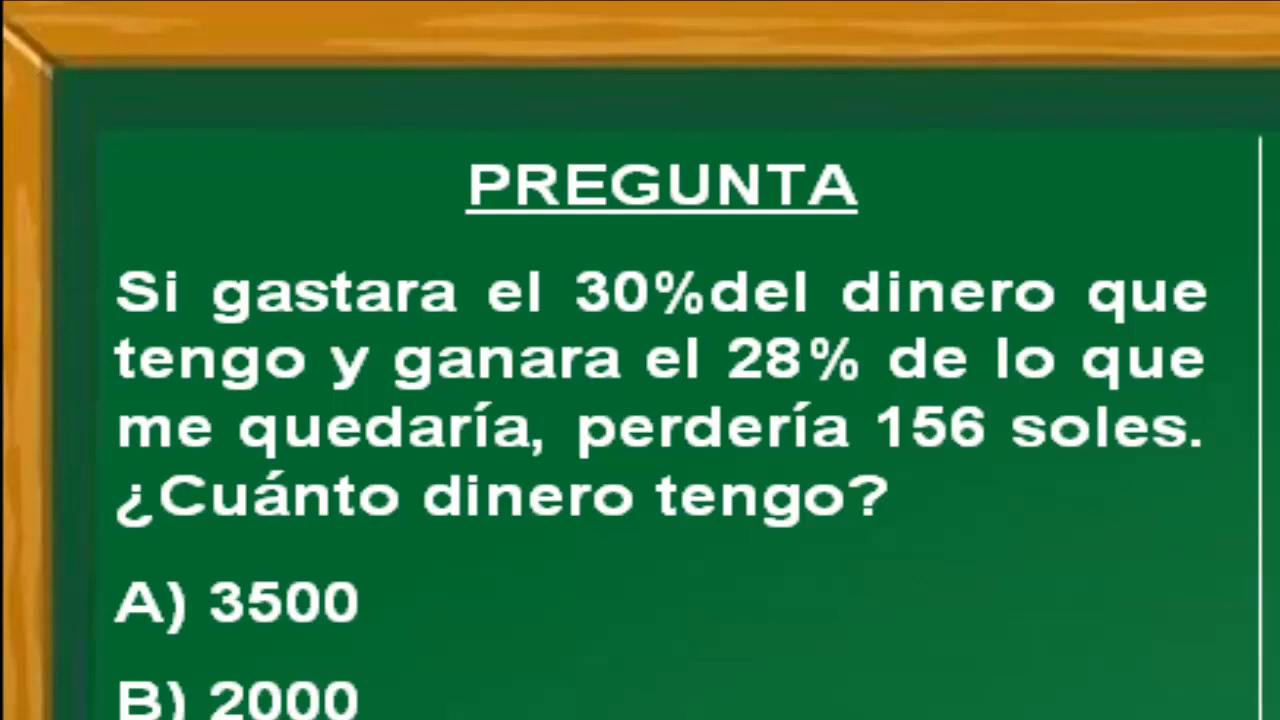 PREGUNTA
Si gastara el 30%del dinero que
tengo y ganara el 28% de lo que
me quedaría, perdería 156 soles.
¿Cuánto dinero tengo?
A) 3500
B) 2000